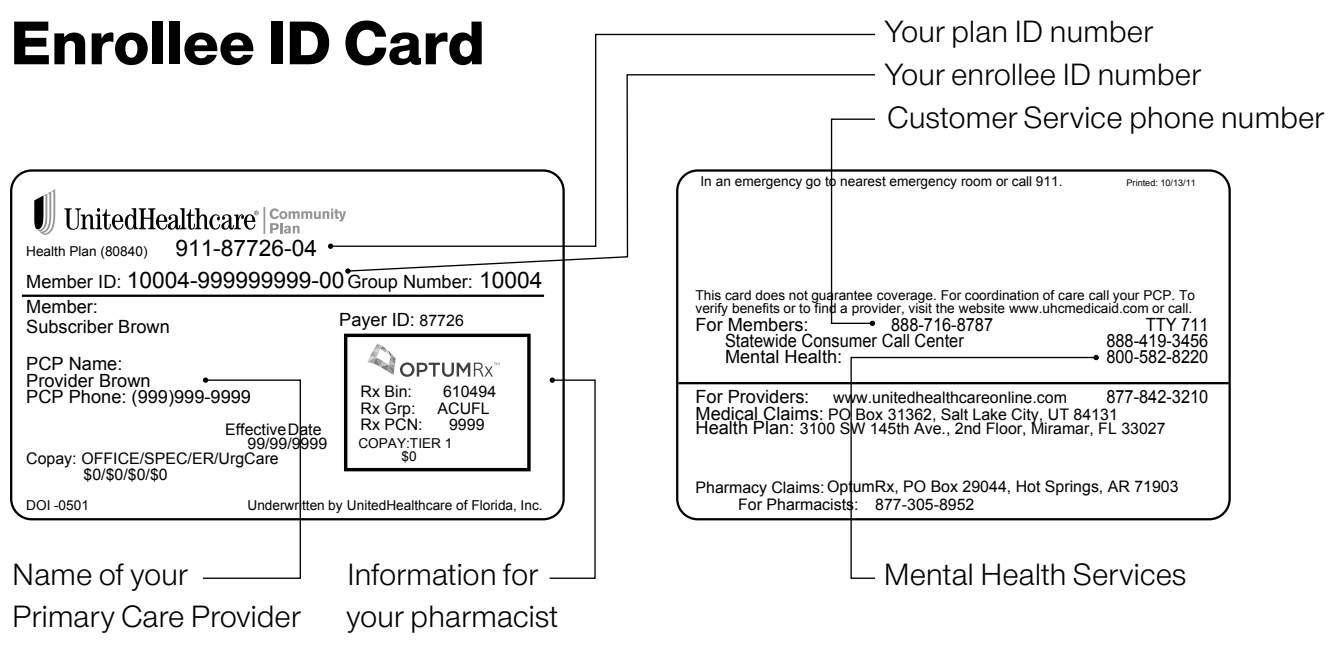 Enrollee ID Card
Your plan ID number
Your enrollee ID number
Customer Service phone number
UnitedHealthcare® | Community Plan
Health Plan (80840) 911-87726-04
Member ID: 10004-999999999-00 Group Number: 10004
Member:
Subscriber Brown
Payer ID: 87726
PCP Name:
Provider Brown
PCP Phone: (999)999-9999
Effective Date
99/99/9999
Copay: OFFICE/SPEC/ER/UrgCare
$0/$0/$0/$0
OPTUMRx™
Rx Bin: 610494
Rx Grp: ACUFL
Rx PCN: 9999
COPAY:TIER 1
$0
DOI -0501 Underwritten by UnitedHealthcare of Florida, Inc.
In an emergency go to nearest emergency room or call 911. Printed: 10/13/11
This card does not guarantee coverage. For coordination of care call your PCP. To
verify benefits or to find a provider, visit the website www.uhcmedicaid.com or call.
For Members: 888-716-8787 TTY 711
Statewide Consumer Call Center 888-419-3456
Mental Health: 800-582-8220
For Providers: www.unitedhealthcareonline.com 877-842-3210
Medical Claims: PO Box 31362, Salt Lake City, UT 84131
Health Plan: 3100 SW 145th Ave., 2nd Floor, Miramar, FL 33027
Pharmacy Claims: OptumRx, PO Box 29044, Hot Springs, AR 71903
For Pharmacists: 877-305-8952
Name of your
Primary Care Provider
Information for
your pharmacist
Mental Health Services